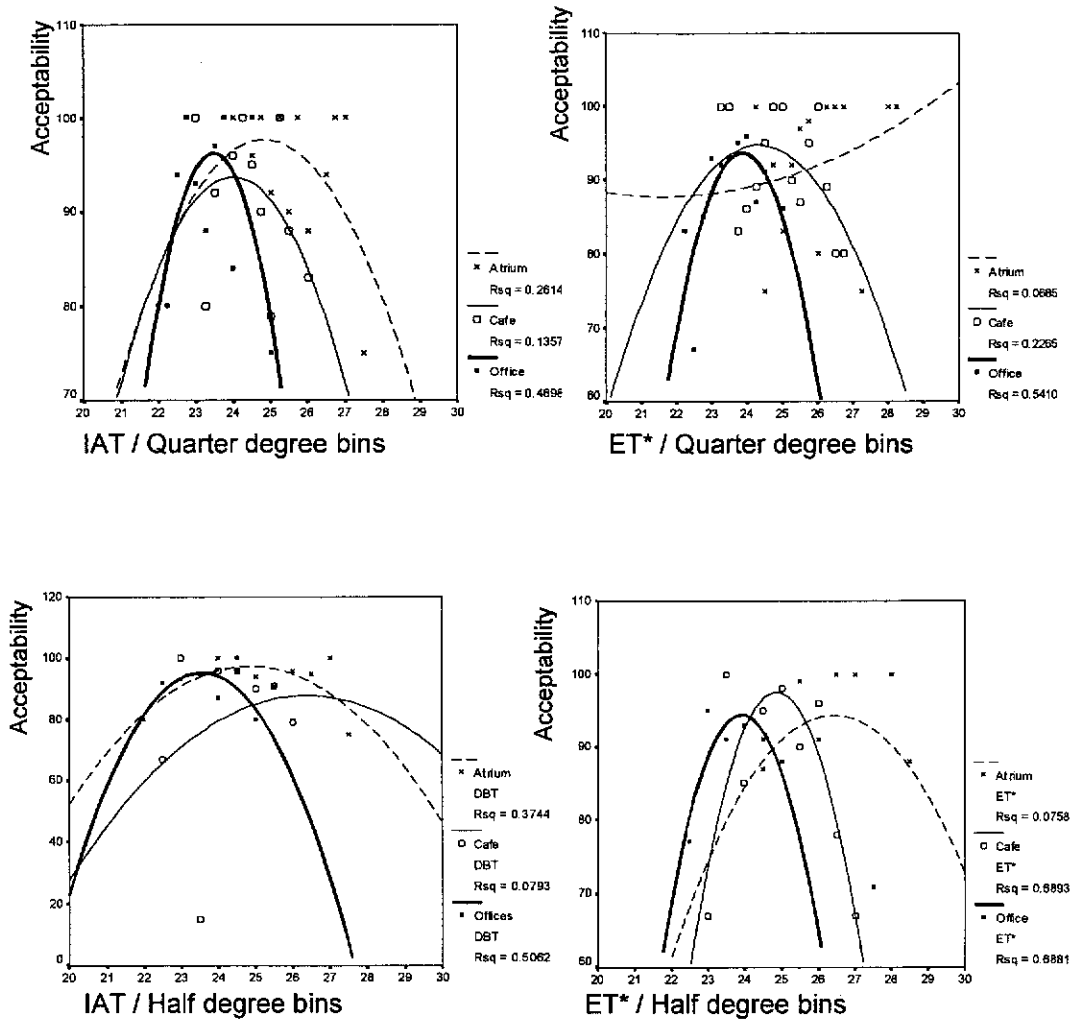 Acceptability
110
100
90
80
70
20 21 22 23 24 25 26 27 28 29 30
IAT / Quarter degree bins
Atrium
Rsq = 0.2614
Cafe
Rsq = 0.1357
Office
Rsq = 0.4696
Acceptability
110
100
90
80
70
60
20 21 22 23 24 25 26 27 28 29 30
ET* / Quarter degree bins
Atrium
Rsq = 0.0685
Cafe
Rsq = 0.2265
Office
Rsq = 0.5410
Acceptability
120
100
80
60
40
20
0
20 21 22 23 24 25 26 27 28 29 30
IAT / Half degree bins
Atrium
DBT
Rsq = 0.3744
Cafe
DBT
Rsq = 0.0793
Offices
DBT
Rsq = 0.5062
Acceptability
110
100
90
80
70
60
20 21 22 23 24 25 26 27 28 29 30
ET* / Half degree bins
Atrium
ET*
Rsq = 0.0758
Cafe
ET*
Rsq = 0.6893
Office
ET*
Rsq = 0.6881